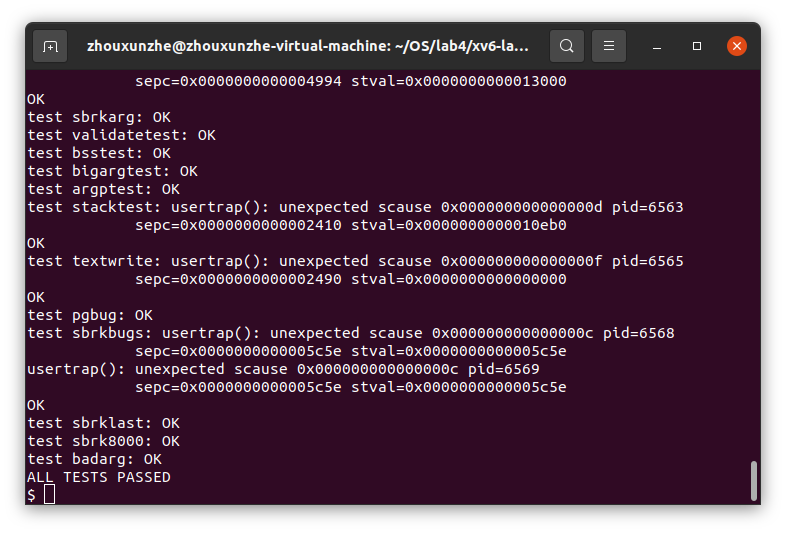 zhouxunzhe@zhouxunzhe-virtual-machine: ~/OS/lab4/xv6-la...
sepc=0x0000000000004994 stval=0x0000000000013000
OK
test sbrkarg: OK
test validatetest: OK
test bsstest: OK
test bigargtest: OK
test argptest: OK
test stacktest: usertrap(): unexpected scause 0x000000000000000d pid=6563
sepc=0x0000000000002410 stval=0x0000000000010eb0
OK
test textwrite: usertrap(): unexpected scause 0x000000000000000f pid=6565
sepc=0x0000000000002490 stval=0x0000000000000000
OK
test pgbug: OK
test sbrkbugs: usertrap(): unexpected scause 0x000000000000000c pid=6568
sepc=0x0000000000005c5e stval=0x0000000000005c5e
usertrap(): unexpected scause 0x000000000000000c pid=6569
sepc=0x0000000000005c5e stval=0x0000000000005c5e
OK
test sbrklast: OK
test sbrk8000: OK
test badarg: OK
ALL TESTS PASSED
$